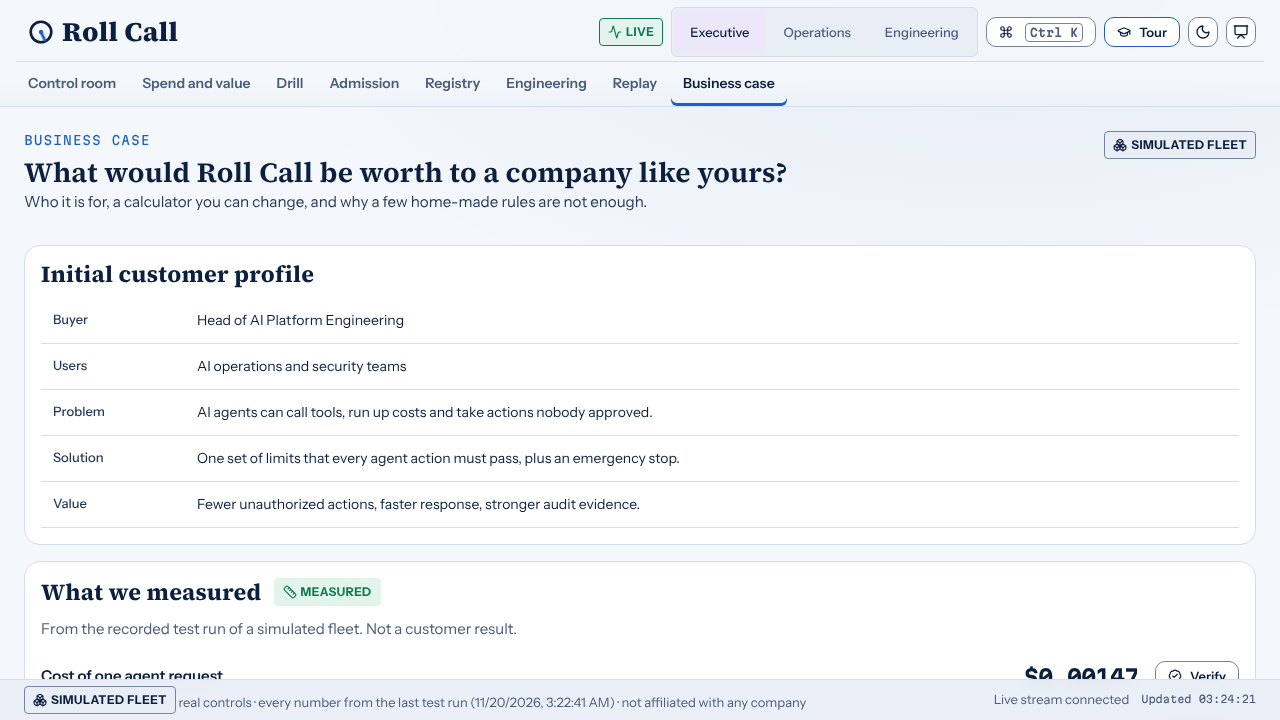 Roll Call
LIVE
Executive
Operations
Engineering
⌘ Ctrl K
Tour
Control room
Spend and value
Drill
Admission
Registry
Engineering
Replay
Business case
BUSINESS CASE
SIMULATED FLEET
What would Roll Call be worth to a company like yours?
Who it is for, a calculator you can change, and why a few home-made rules are not enough.
Initial customer profile
Buyer Head of AI Platform Engineering
Users AI operations and security teams
Problem AI agents can call tools, run up costs and take actions nobody approved.
Solution One set of limits that every agent action must pass, plus an emergency stop.
Value Fewer unauthorized actions, faster response, stronger audit evidence.
What we measured MEASURED
From the recorded test run of a simulated fleet. Not a customer result.
Cost of one agent request $0.00147 Verify
SIMULATED FLEET real controls · every number from the last test run (11/20/2026, 3:22:41 AM) · not affiliated with any company
Live stream connected Updated 03:24:21